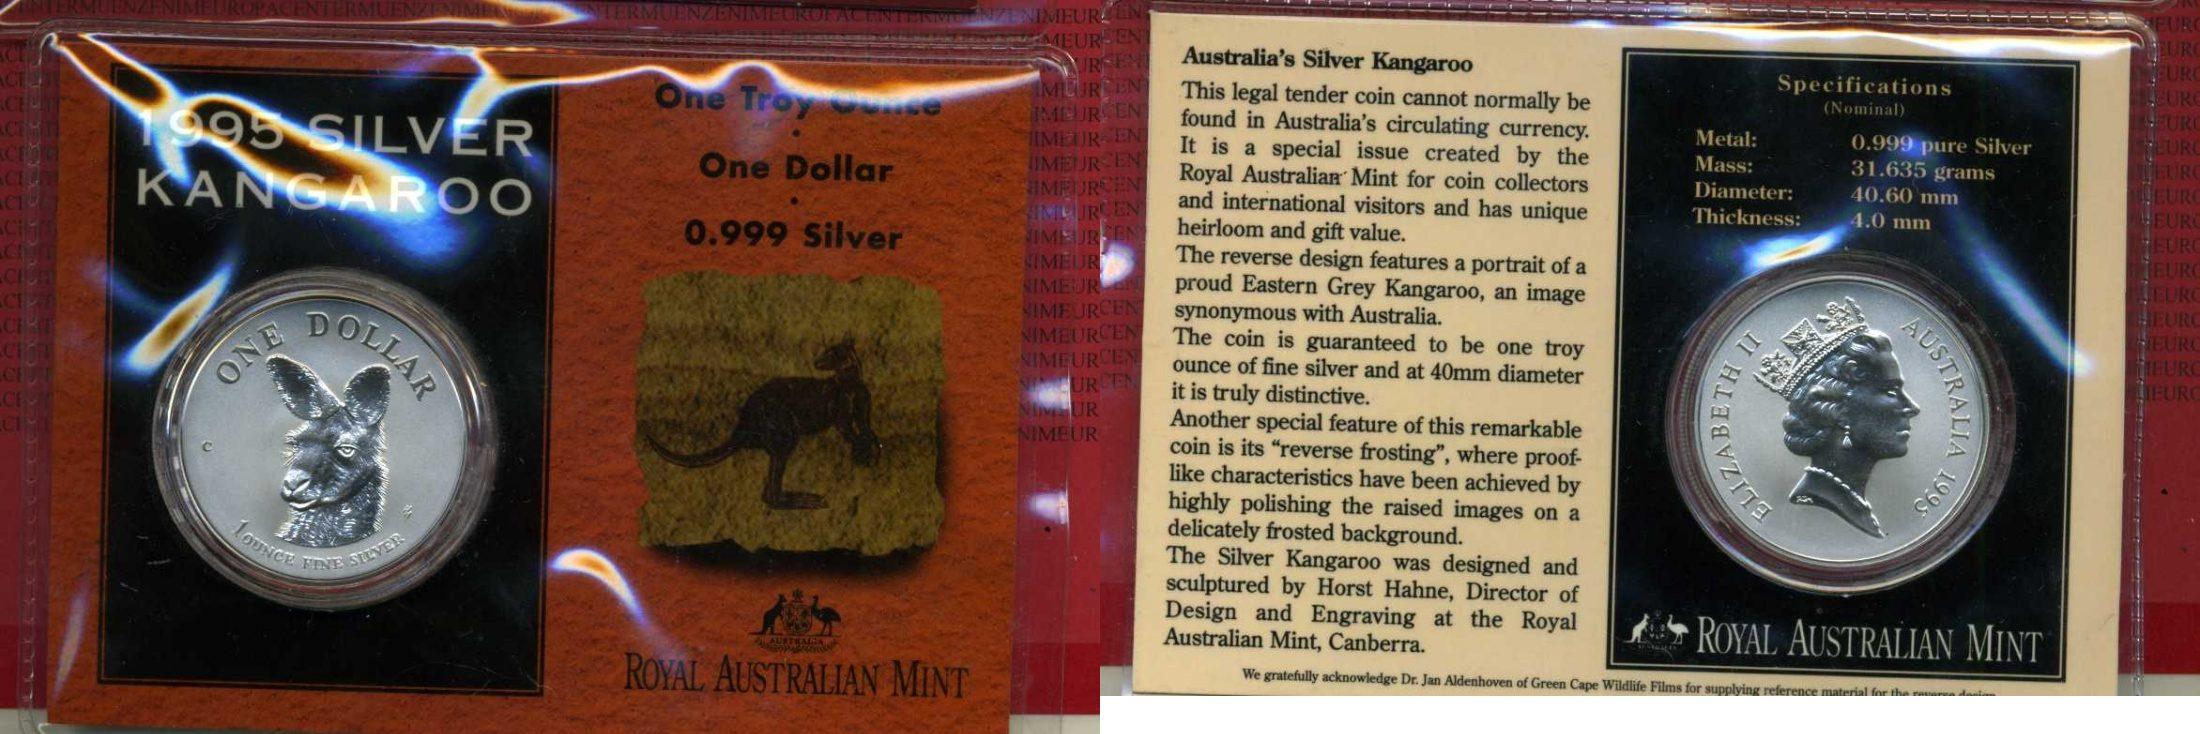 1995 SILVER
KANGAROO
ONE DOLLAR
C
1 OUNCE FINE SILVER
One Troy Ounce
•
One Dollar
•
0.999 Silver
AUSTRALIA
ROYAL AUSTRALIAN MINT
Australia's Silver Kangaroo
This legal tender coin cannot normally be
found in Australia's circulating currency.
It is a special issue created by the
Royal Australian Mint for coin collectors
and international visitors and has unique
heirloom and gift value.
The reverse design features a portrait of a
proud Eastern Grey Kangaroo, an image
synonymous with Australia.
The coin is guaranteed to be one troy
ounce of fine silver and at 40mm diameter
it is truly distinctive.
Another special feature of this remarkable
coin is its “reverse frosting”, where proof-
like characteristics have been achieved by
highly polishing the raised images on a
delicately frosted background.
The Silver Kangaroo was designed and
sculptured by Horst Hahne, Director of
Design and Engraving at the Royal
Australian Mint, Canberra.
We gratefully acknowledge Dr. Jan Aldenhoven of Green Cape Wildlife Films for supplying reference material for the reverse design
Specifications
(Nominal)
Metal: 0.999 pure Silver
Mass: 31.635 grams
Diameter: 40.60 mm
Thickness: 4.0 mm
ELIZABETH II AUSTRALIA 1995
ROYAL AUSTRALIAN MINT